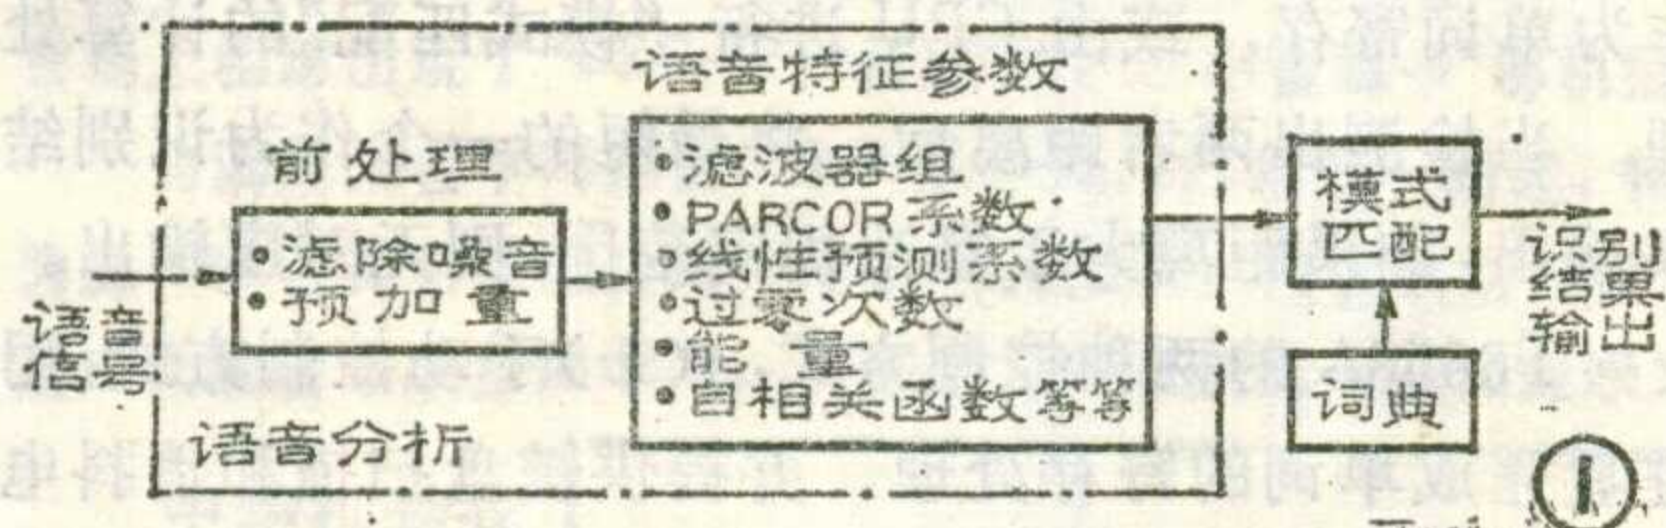 语音特征参数
前处理
•滤除噪音
•预加量
•滤波器组
•PARCOR系数
•线性预测系数
•过零次数
•能量
•自相关函数等等
模式
匹配
词典
语音
信号
识别
结果
输出
语音分析
①